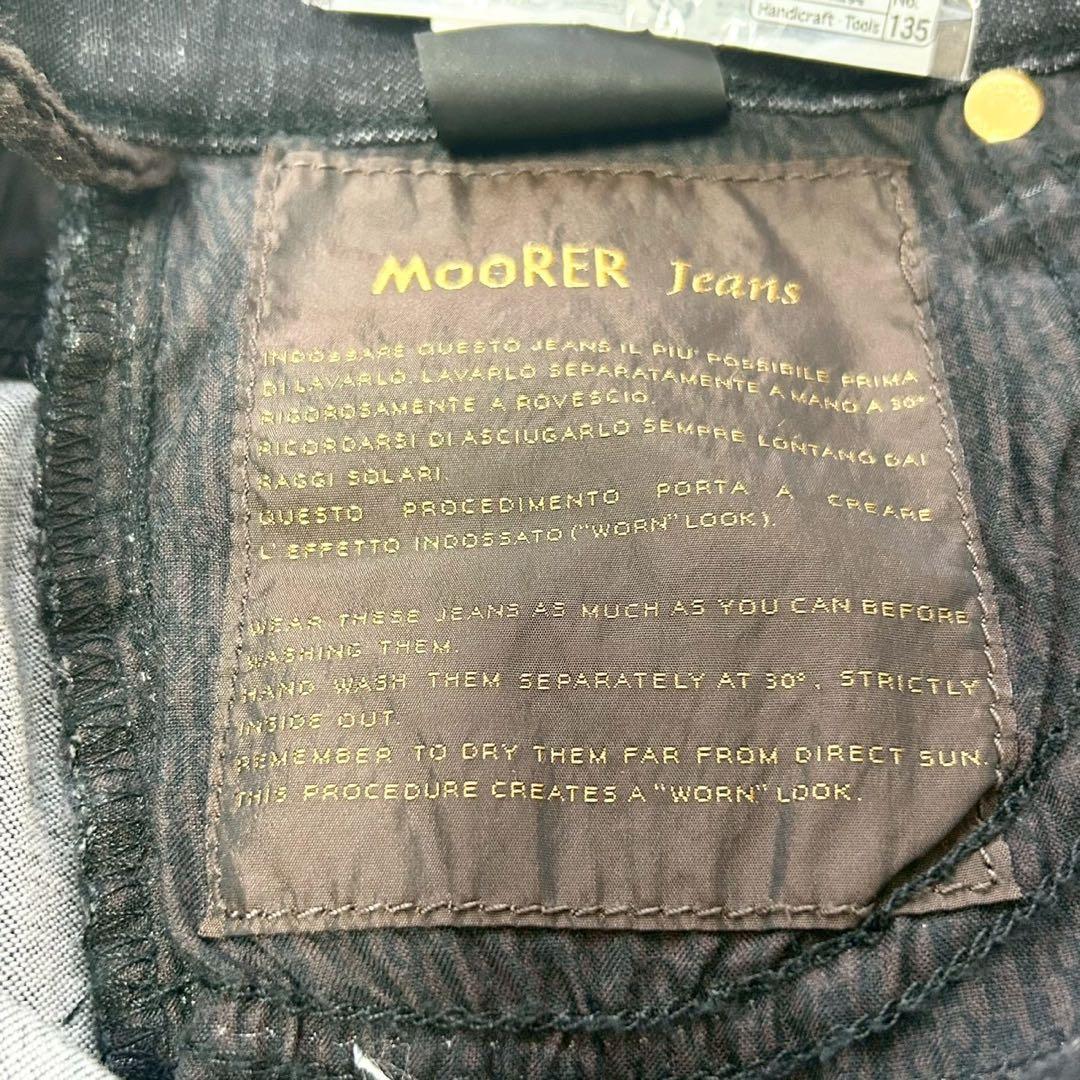 No.
Handicraft · Tools 135
MooRER Jeans
INDOSSARE QUESTO JEANS IL PIU' POSSIBILE PRIMA
DI LAVARLO. LAVARLO SEPARATAMENTE A MANO A 30°
RIGOROSAMENTE A ROVESCIO.
RICORDARSI DI ASCIUGARLO SEMPRE LONTANO DAI
RAGGI SOLARI.
QUESTO PROCEDIMENTO PORTA A CREARE
L'EFFETTO INDOSSATO ("WORN" LOOK).
WEAR THESE JEANS AS MUCH AS YOU CAN BEFORE
WASHING THEM.
HAND WASH THEM SEPARATELY AT 30°, STRICTLY
INSIDE OUT.
REMEMBER TO DRY THEM FAR FROM DIRECT SUN.
THIS PROCEDURE CREATES A "WORN" LOOK.